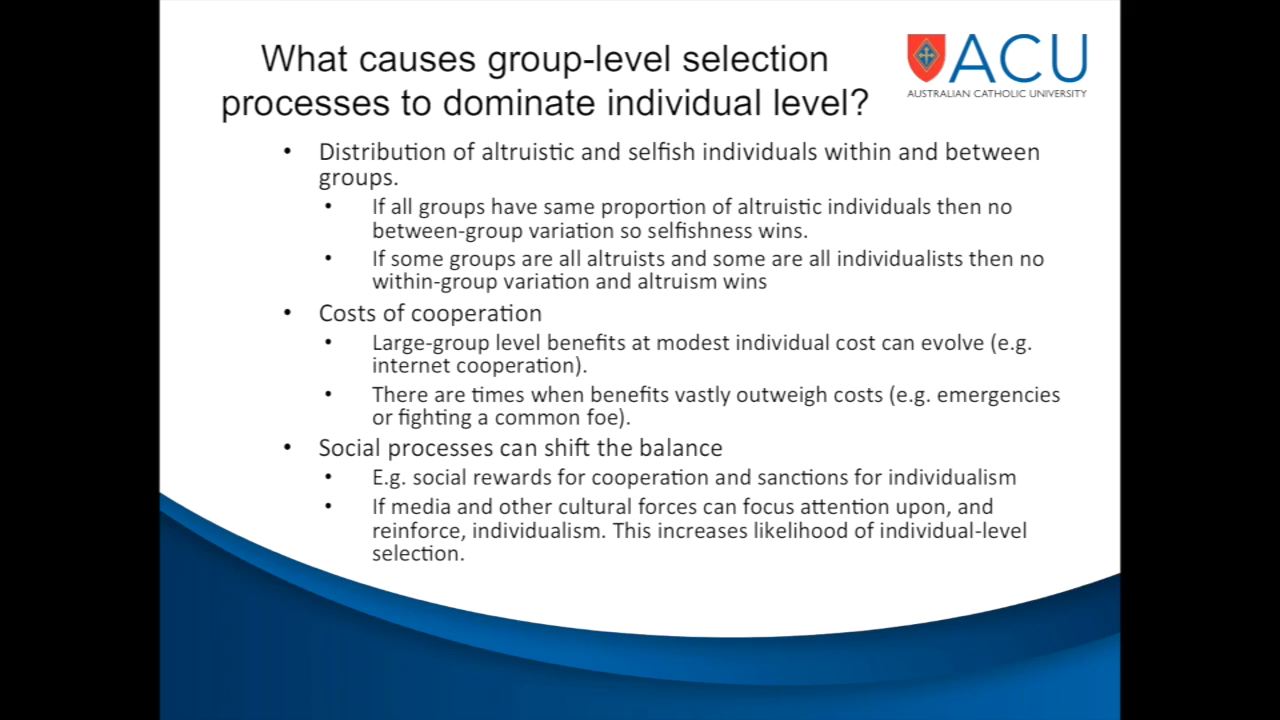 What causes group-level selection
processes to dominate individual level?
ACU
AUSTRALIAN CATHOLIC UNIVERSITY
• Distribution of altruistic and selfish individuals within and between
groups.
• If all groups have same proportion of altruistic individuals then no
between-group variation so selfishness wins.
• If some groups are all altruists and some are all individualists then no
within-group variation and altruism wins
• Costs of cooperation
• Large-group level benefits at modest individual cost can evolve (e.g.
internet cooperation).
• There are times when benefits vastly outweigh costs (e.g. emergencies
or fighting a common foe).
• Social processes can shift the balance
• E.g. social rewards for cooperation and sanctions for individualism
• If media and other cultural forces can focus attention upon, and
reinforce, individualism. This increases likelihood of individual-level
selection.